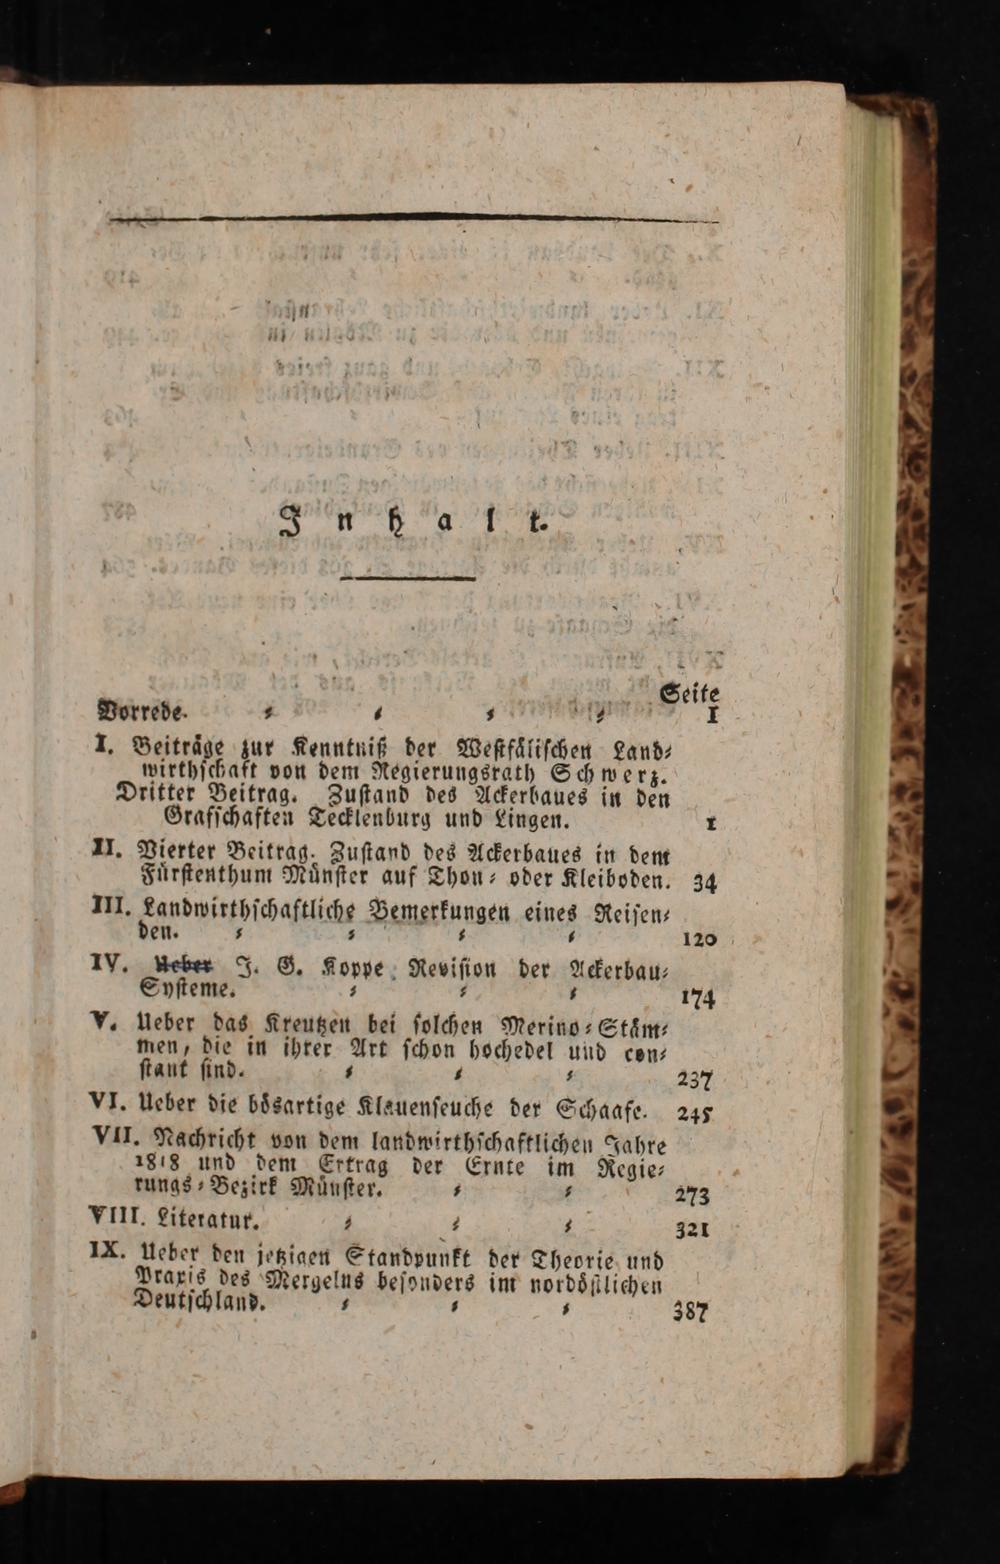 Inhalt.
Seite
Vorrede. ⸗ ⸗ ⸗ ⸗ I
I. Beiträge zur Kenntniß der Weſtfäliſchen Land⸗
wirthſchaft von dem Regierungsrath Schwerz.
Dritter Beitrag. Zuſtand des Ackerbaues in den
Grafſchaften Tecklenburg und Lingen. 1
II. Vierter Beitrag. Zuſtand des Ackerbaues in dem
Fürſtenthum Münſter auf Thon⸗ oder Kleiboden. 34
III. Landwirthſchaftliche Bemerkungen eines Reiſen⸗
den. ⸗ ⸗ ⸗ ⸗ 120
IV. Ueber J. G. Koppe Reviſion der Ackerbau⸗
Syſteme. ⸗ ⸗ ⸗ 174
V. Ueber das Kreutzen bei ſolchen Merino⸗Stäm⸗
men, die in ihrer Art ſchon hochedel und con⸗
ſtant ſind. ⸗ ⸗ ⸗ 237
VI. Ueber die bösartige Klauenſeuche der Schaafe. 245
VII. Nachricht von dem landwirthſchaftlichen Jahre
1818 und dem Ertrag der Ernte im Regie⸗
rungs⸗Bezirk Münſter. ⸗ ⸗ 273
VIII. Literatur. ⸗ ⸗ ⸗ 321
IX. Ueber den jetzigen Standpunkt der Theorie und
Praxis des Mergelns beſonders im nordöſtlichen
Deutſchland. ⸗ ⸗ ⸗ 387